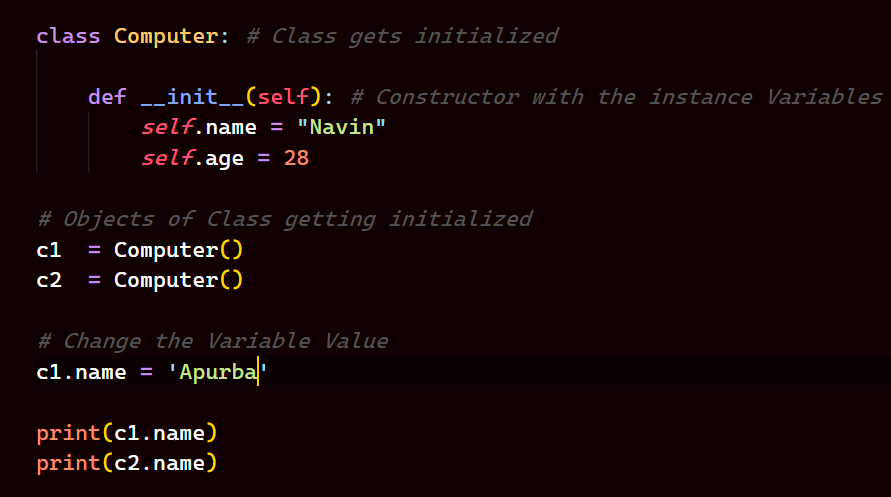 class Computer: # Class gets initialized
def __init__(self): # Constructor with the instance Variables
self.name = "Navin"
self.age = 28
# Objects of Class getting initialized
c1  = Computer()
c2  = Computer()
# Change the Variable Value
c1.name = 'Apurba'
print(c1.name)
print(c2.name)